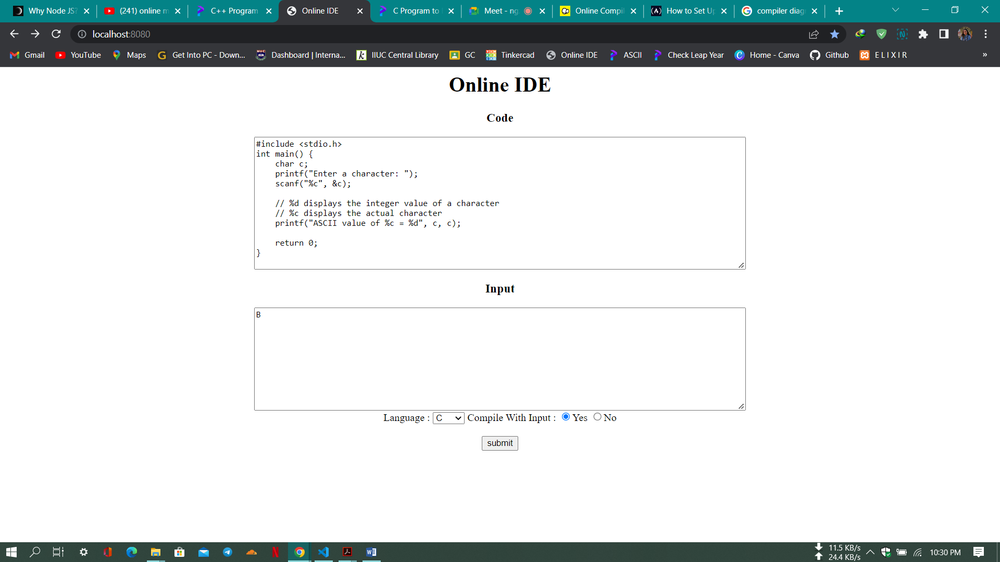 Why Node JS?
(241) online m
C++ Program
Online IDE
C Program to
Meet - ng
Online Compil
How to Set Up
compiler diag
localhost:8080
Gmail
YouTube
Maps
Get Into PC - Down...
Dashboard | Interna...
IIUC Central Library
GC
Tinkercad
Online IDE
ASCII
Check Leap Year
Home - Canva
Github
E L I X I R
»
Online IDE
Code
#include <stdio.h>
int main() {
    char c;
    printf("Enter a character: ");
    scanf("%c", &c);
    // %d displays the integer value of a character
    // %c displays the actual character
    printf("ASCII value of %c = %d", c, c);
    return 0;
}
Input
B
Language : C Compile With Input : Yes No
submit
11.5 KB/s
24.4 KB/s
10:30 PM